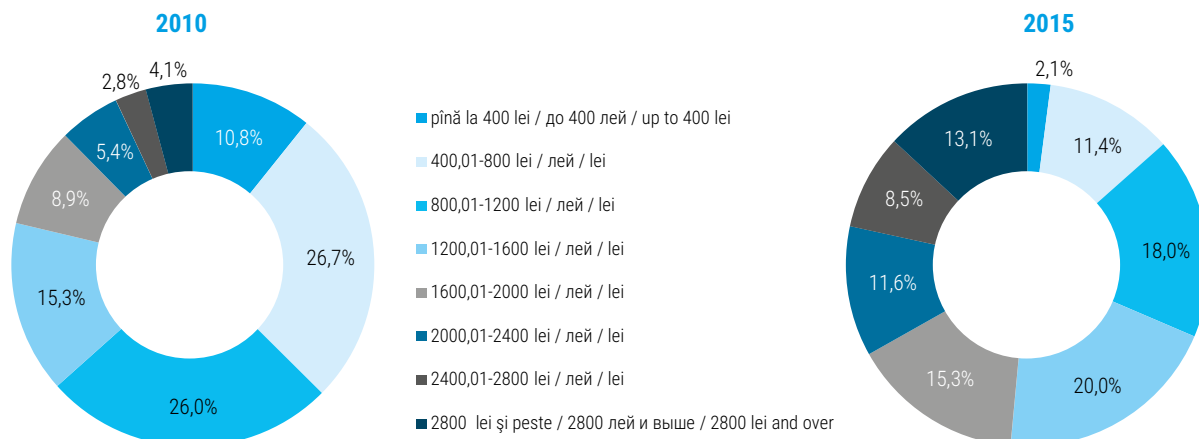 2010
4,1%
2,8%
10,8%
5,4%
8,9%
26,7%
15,3%
26,0%
pînă la 400 lei / до 400 лей / up to 400 lei
400,01-800 lei / лей / lei
800,01-1200 lei / лей / lei
1200,01-1600 lei / лей / lei
1600,01-2000 lei / лей / lei
2000,01-2400 lei / лей / lei
2400,01-2800 lei / лей / lei
2800 lei şi peste / 2800 лей и выше / 2800 lei and over
2015
2,1%
13,1%
11,4%
8,5%
18,0%
11,6%
15,3%
20,0%